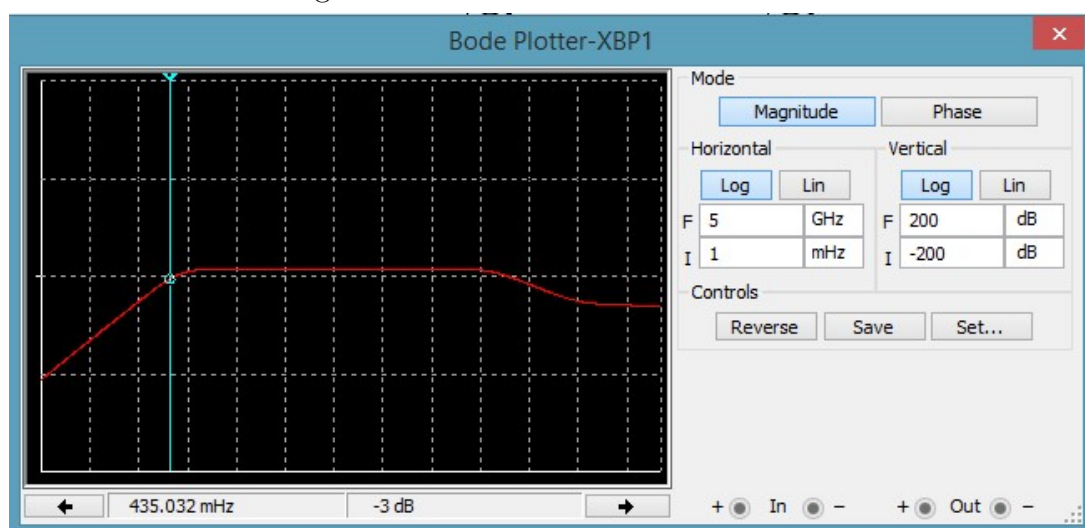 Bode Plotter-XBP1
×
Mode
Magnitude Phase
Horizontal Vertical
Log Lin Log Lin
F 5 GHz F 200 dB
I 1 mHz I -200 dB
Controls
Reverse Save Set...
435.032 mHz -3 dB
+ In − + Out −